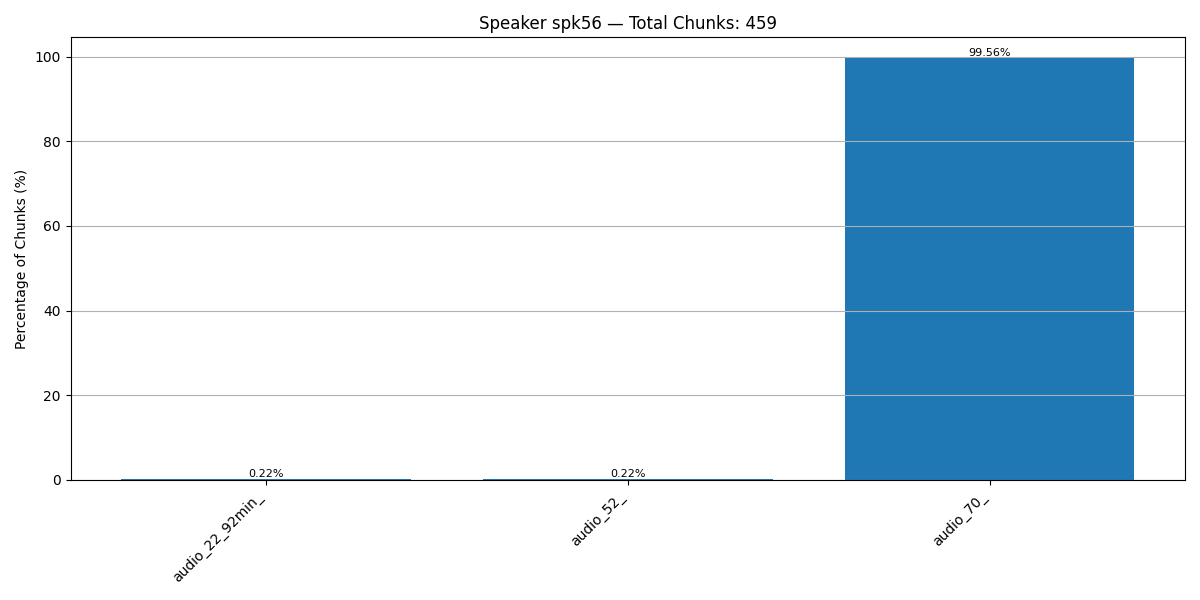 Speaker spk56 — Total Chunks: 459
Percentage of Chunks (%)
100
80
60
40
20
0
0.22%
0.22%
99.56%
audio_22_92min_
audio_52_
audio_70_